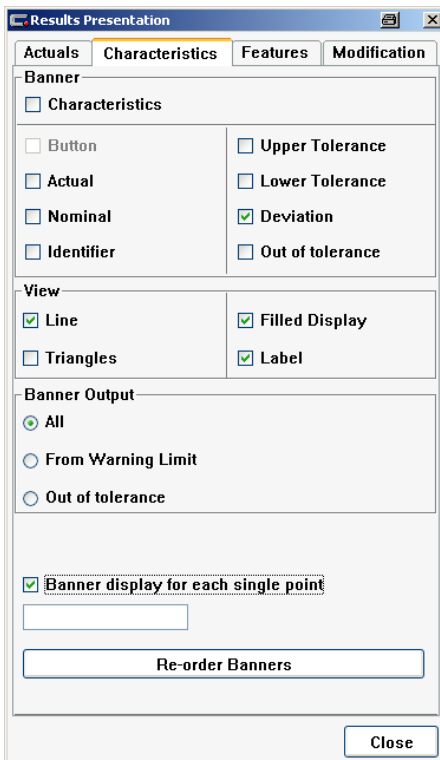 Results Presentation
Actuals Characteristics Features Modification
Banner
Characteristics
Button Upper Tolerance
Actual Lower Tolerance
Nominal Deviation
Identifier Out of tolerance
View
Line Filled Display
Triangles Label
Banner Output
All
From Warning Limit
Out of tolerance
Banner display for each single point
Re-order Banners
Close